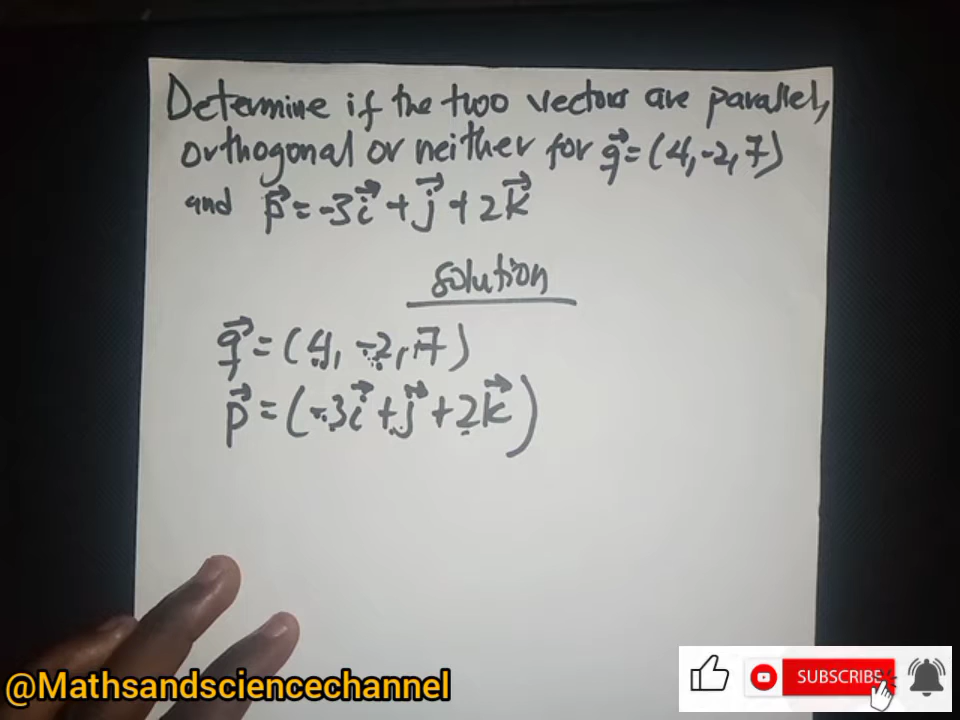 Determine if the two vectors are parallel,
orthogonal or neither for q⃗ = (4, -2, 7)
and p⃗ = -3i⃗ + j⃗ + 2k⃗
solution
q⃗ = (4, -2, 7)
p⃗ = (-3i⃗ + j⃗ + 2k⃗)
@Mathsandsciencechannel
SUBSCRIBE